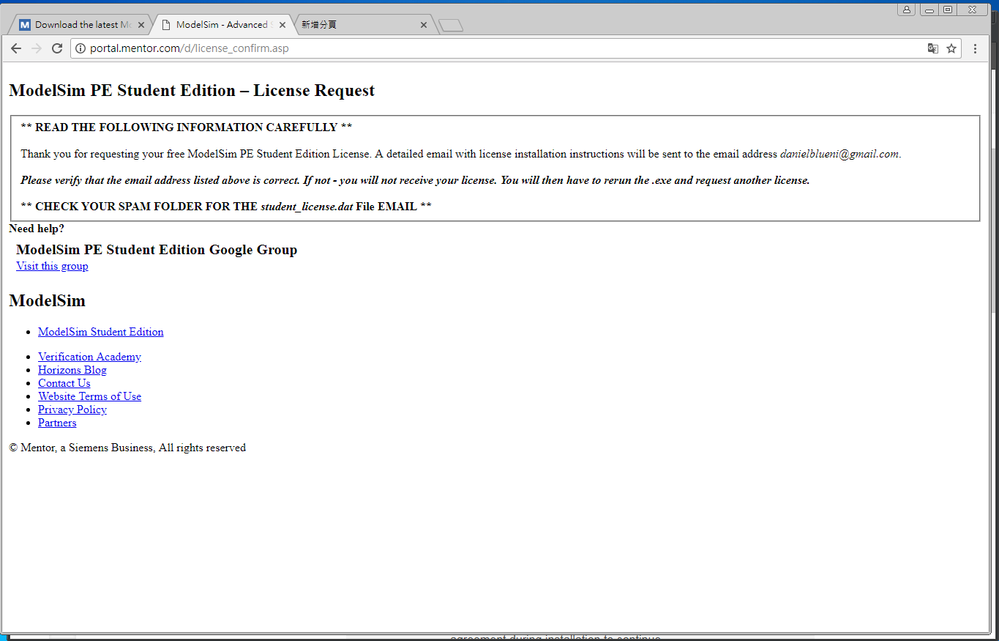 Download the latest Mo
ModelSim - Advanced S
新增分頁
portal.mentor.com/d/license_confirm.asp
ModelSim PE Student Edition – License Request
** READ THE FOLLOWING INFORMATION CAREFULLY **
Thank you for requesting your free ModelSim PE Student Edition License. A detailed email with license installation instructions will be sent to the email address danielblueni@gmail.com.
Please verify that the email address listed above is correct. If not - you will not receive your license. You will then have to rerun the .exe and request another license.
** CHECK YOUR SPAM FOLDER FOR THE student_license.dat File EMAIL **
Need help?
ModelSim PE Student Edition Google Group
Visit this group
ModelSim
ModelSim Student Edition
Verification Academy
Horizons Blog
Contact Us
Website Terms of Use
Privacy Policy
Partners
© Mentor, a Siemens Business, All rights reserved
agreement during installation to continue